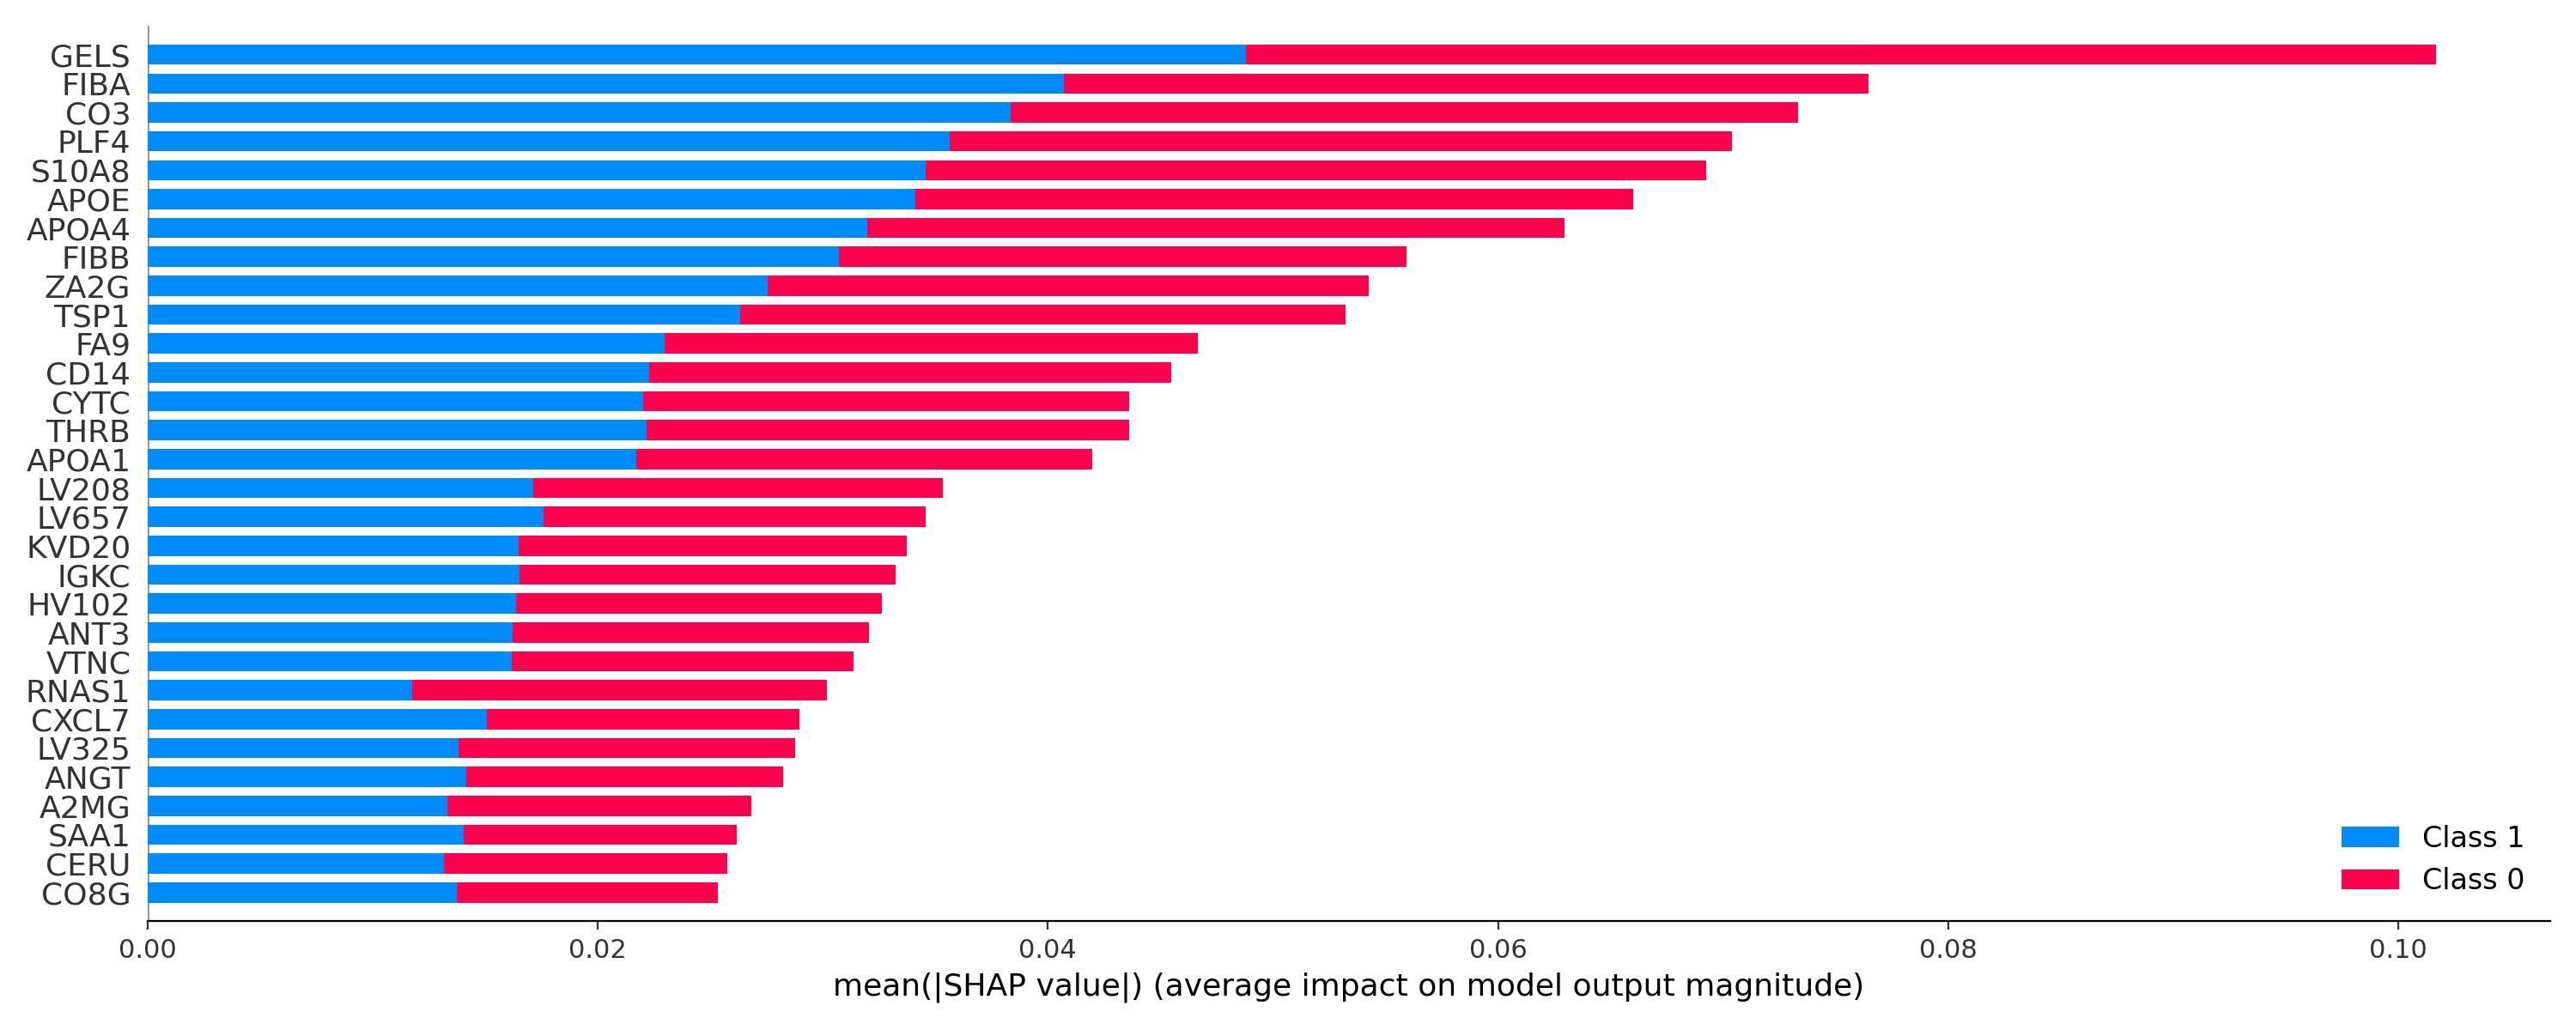 GELS
FIBA
CO3
PLF4
S10A8
APOE
APOA4
FIBB
ZA2G
TSP1
FA9
CD14
CYTC
THRB
APOA1
LV208
LV657
KVD20
IGKC
HV102
ANT3
VTNC
RNAS1
CXCL7
LV325
ANGT
A2MG
SAA1
CERU
CO8G
Class 1
Class 0
0.00 0.02 0.04 0.06 0.08 0.10
mean(|SHAP value|) (average impact on model output magnitude)